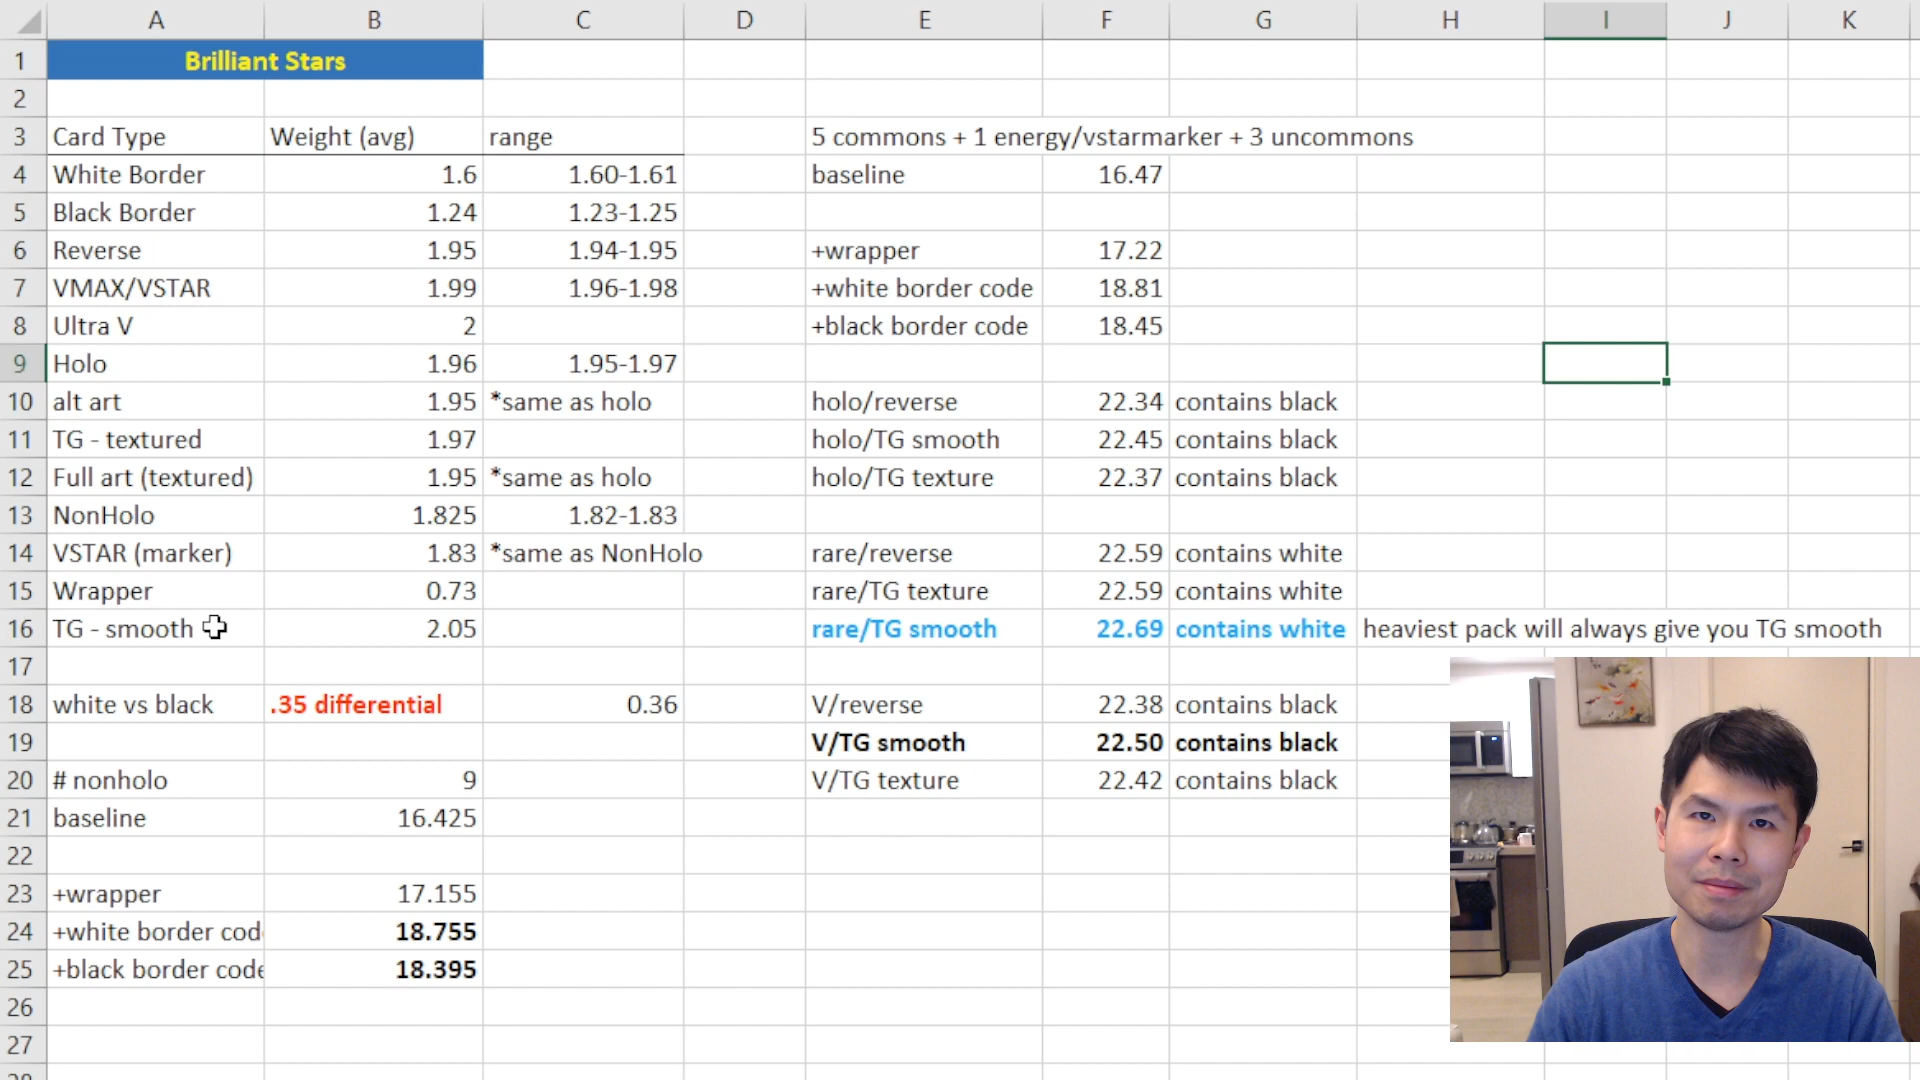 A B C D E F G H I J K
1 Brilliant Stars
2
3 Card Type Weight (avg) range 5 commons + 1 energy/vstarmarker + 3 uncommons
4 White Border 1.6 1.60-1.61 baseline 16.47
5 Black Border 1.24 1.23-1.25
6 Reverse 1.95 1.94-1.95 +wrapper 17.22
7 VMAX/VSTAR 1.99 1.96-1.98 +white border code 18.81
8 Ultra V 2 +black border code 18.45
9 Holo 1.96 1.95-1.97
10 alt art 1.95 *same as holo holo/reverse 22.34 contains black
11 TG - textured 1.97 holo/TG smooth 22.45 contains black
12 Full art (textured) 1.95 *same as holo holo/TG texture 22.37 contains black
13 NonHolo 1.825 1.82-1.83
14 VSTAR (marker) 1.83 *same as NonHolo rare/reverse 22.59 contains white
15 Wrapper 0.73 rare/TG texture 22.59 contains white
16 TG - smooth 2.05 rare/TG smooth 22.69 contains white heaviest pack will always give you TG smooth
17
18 white vs black .35 differential 0.36 V/reverse 22.38 contains black
19 V/TG smooth 22.50 contains black
20 # nonholo 9 V/TG texture 22.42 contains black
21 baseline 16.425
22
23 +wrapper 17.155
24 +white border cod 18.755
25 +black border code 18.395
26
27